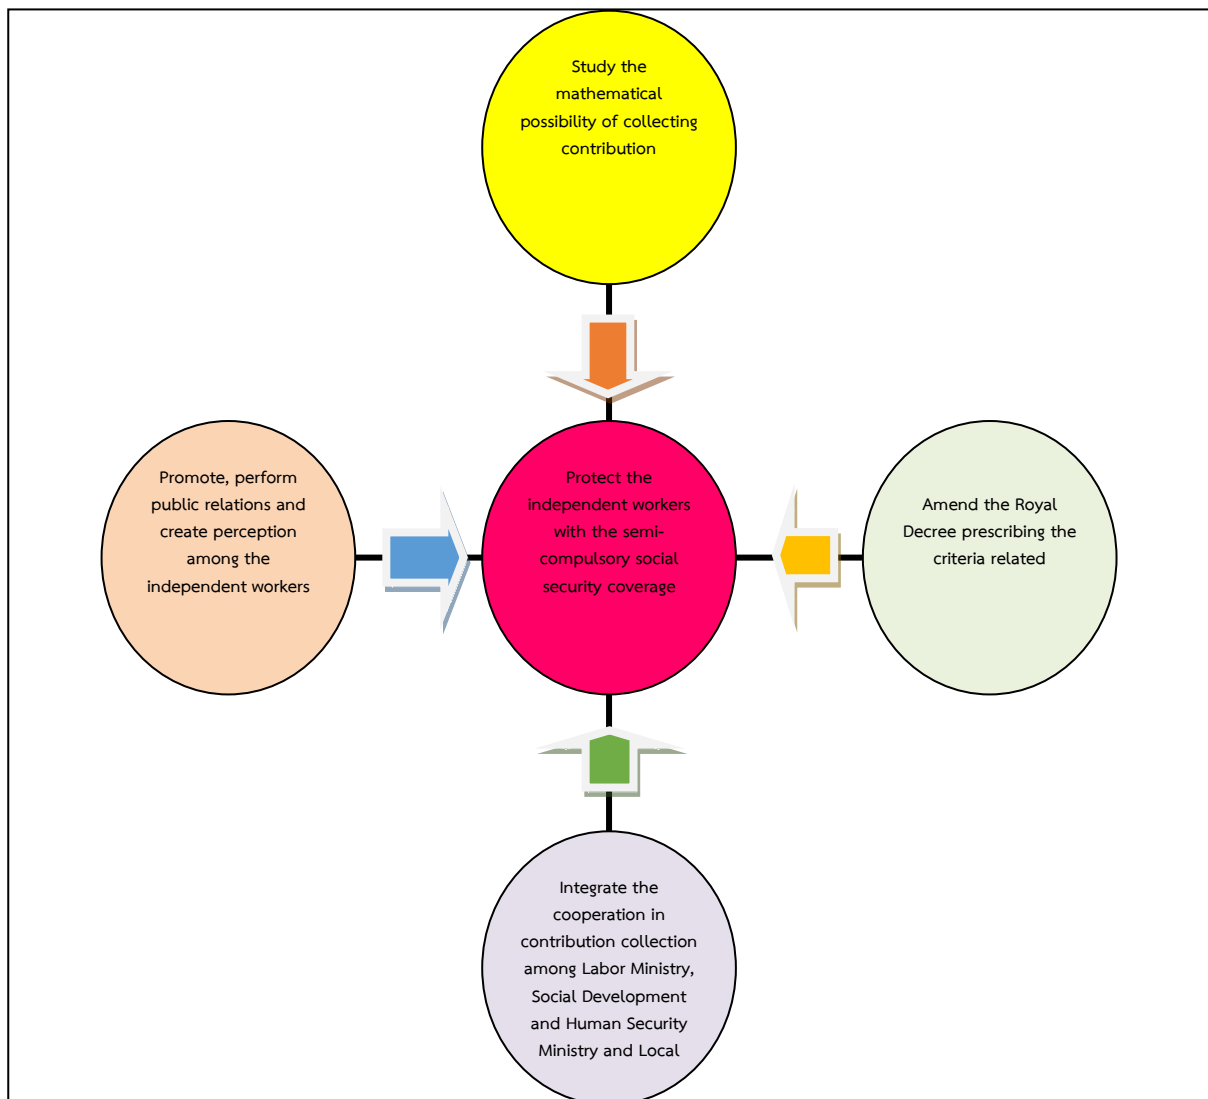 Study the
mathematical
possibility of collecting
contribution
Promote, perform
public relations and
create perception
among the
independent workers
Protect the
independent workers
with the semi-
compulsory social
security coverage
Amend the Royal
Decree prescribing the
criteria related
Integrate the
cooperation in
contribution collection
among Labor Ministry,
Social Development
and Human Security
Ministry and Local